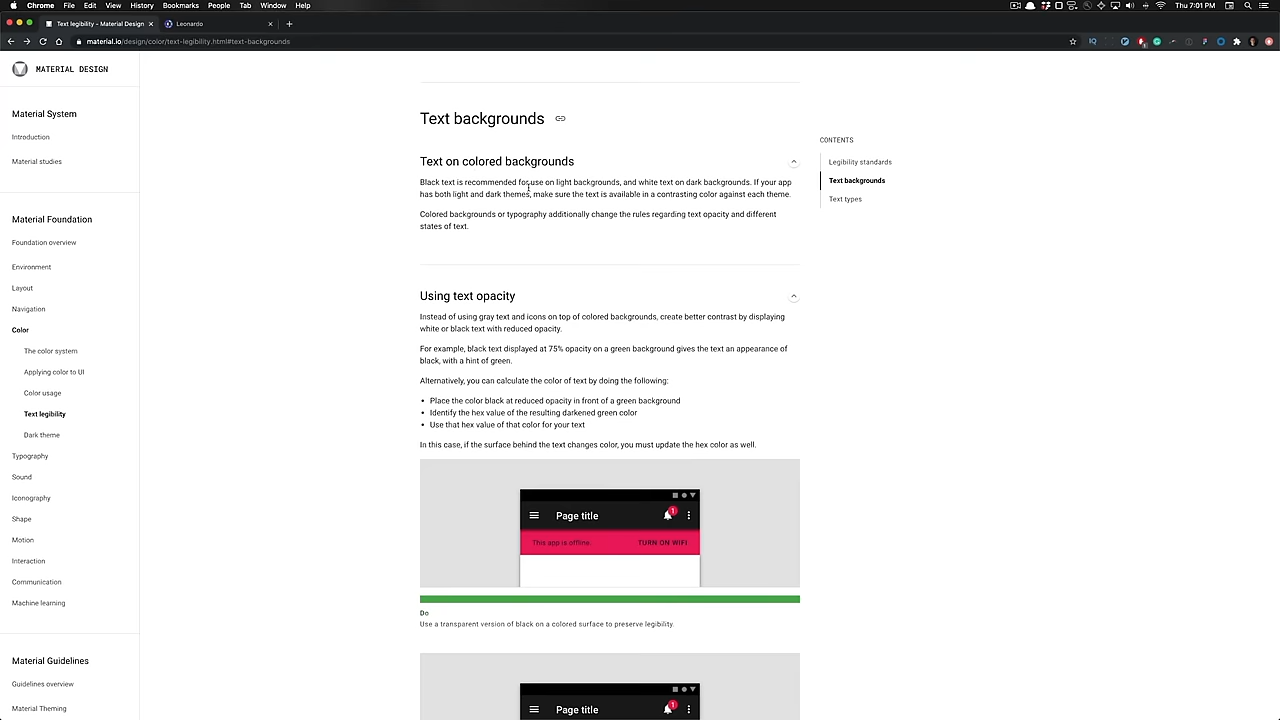 Chrome File Edit View History Bookmarks People Tab Window Help
Thu 7:01 PM
Text legibility - Material Design
Leonardo
material.io/design/color/text-legibility.html#text-backgrounds
MATERIAL DESIGN
Material System
Introduction
Material studies
Material Foundation
Foundation overview
Environment
Layout
Navigation
Color
The color system
Applying color to UI
Color usage
Text legibility
Dark theme
Typography
Sound
Iconography
Shape
Motion
Interaction
Communication
Machine learning
Material Guidelines
Guidelines overview
Material Theming
Text backgrounds
Text on colored backgrounds
Black text is recommended for use on light backgrounds, and white text on dark backgrounds. If your app
has both light and dark themes, make sure the text is available in a contrasting color against each theme.
Colored backgrounds or typography additionally change the rules regarding text opacity and different
states of text.
Using text opacity
Instead of using gray text and icons on top of colored backgrounds, create better contrast by displaying
white or black text with reduced opacity.
For example, black text displayed at 75% opacity on a green background gives the text an appearance of
black, with a hint of green.
Alternatively, you can calculate the color of text by doing the following:
• Place the color black at reduced opacity in front of a green background
• Identify the hex value of the resulting darkened green color
• Use that hex value of that color for your text
In this case, if the surface behind the text changes color, you must update the hex color as well.
Page title
1
This app is offline.
TURN ON WIFI
Do
Use a transparent version of black on a colored surface to preserve legibility.
Page title
1
CONTENTS
Legibility standards
Text backgrounds
Text types